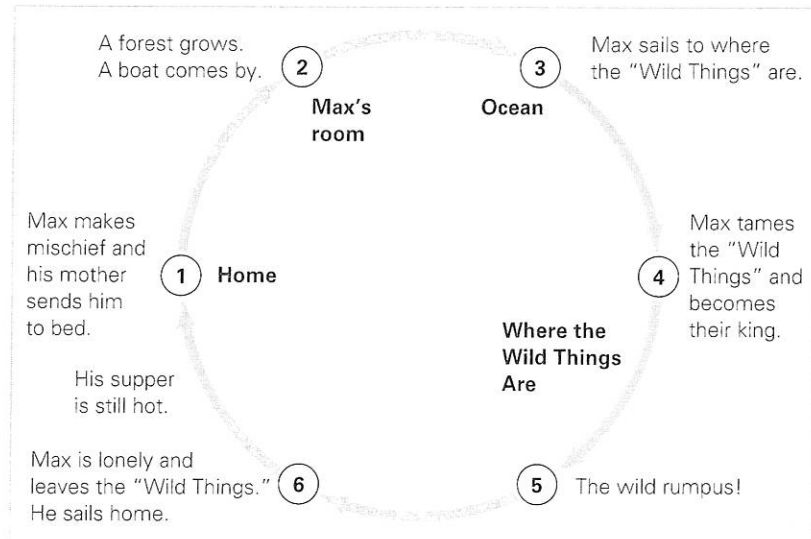 A forest grows.
A boat comes by.
2
Max's
room
3
Ocean
Max sails to where
the "Wild Things" are.
Max makes
mischief and
his mother
sends him
to bed.
1
Home
Max tames
the "Wild
Things" and
becomes
their king.
4
Where the
Wild Things
Are
His supper
is still hot.
Max is lonely and
leaves the "Wild Things."
He sails home.
6
5
The wild rumpus!